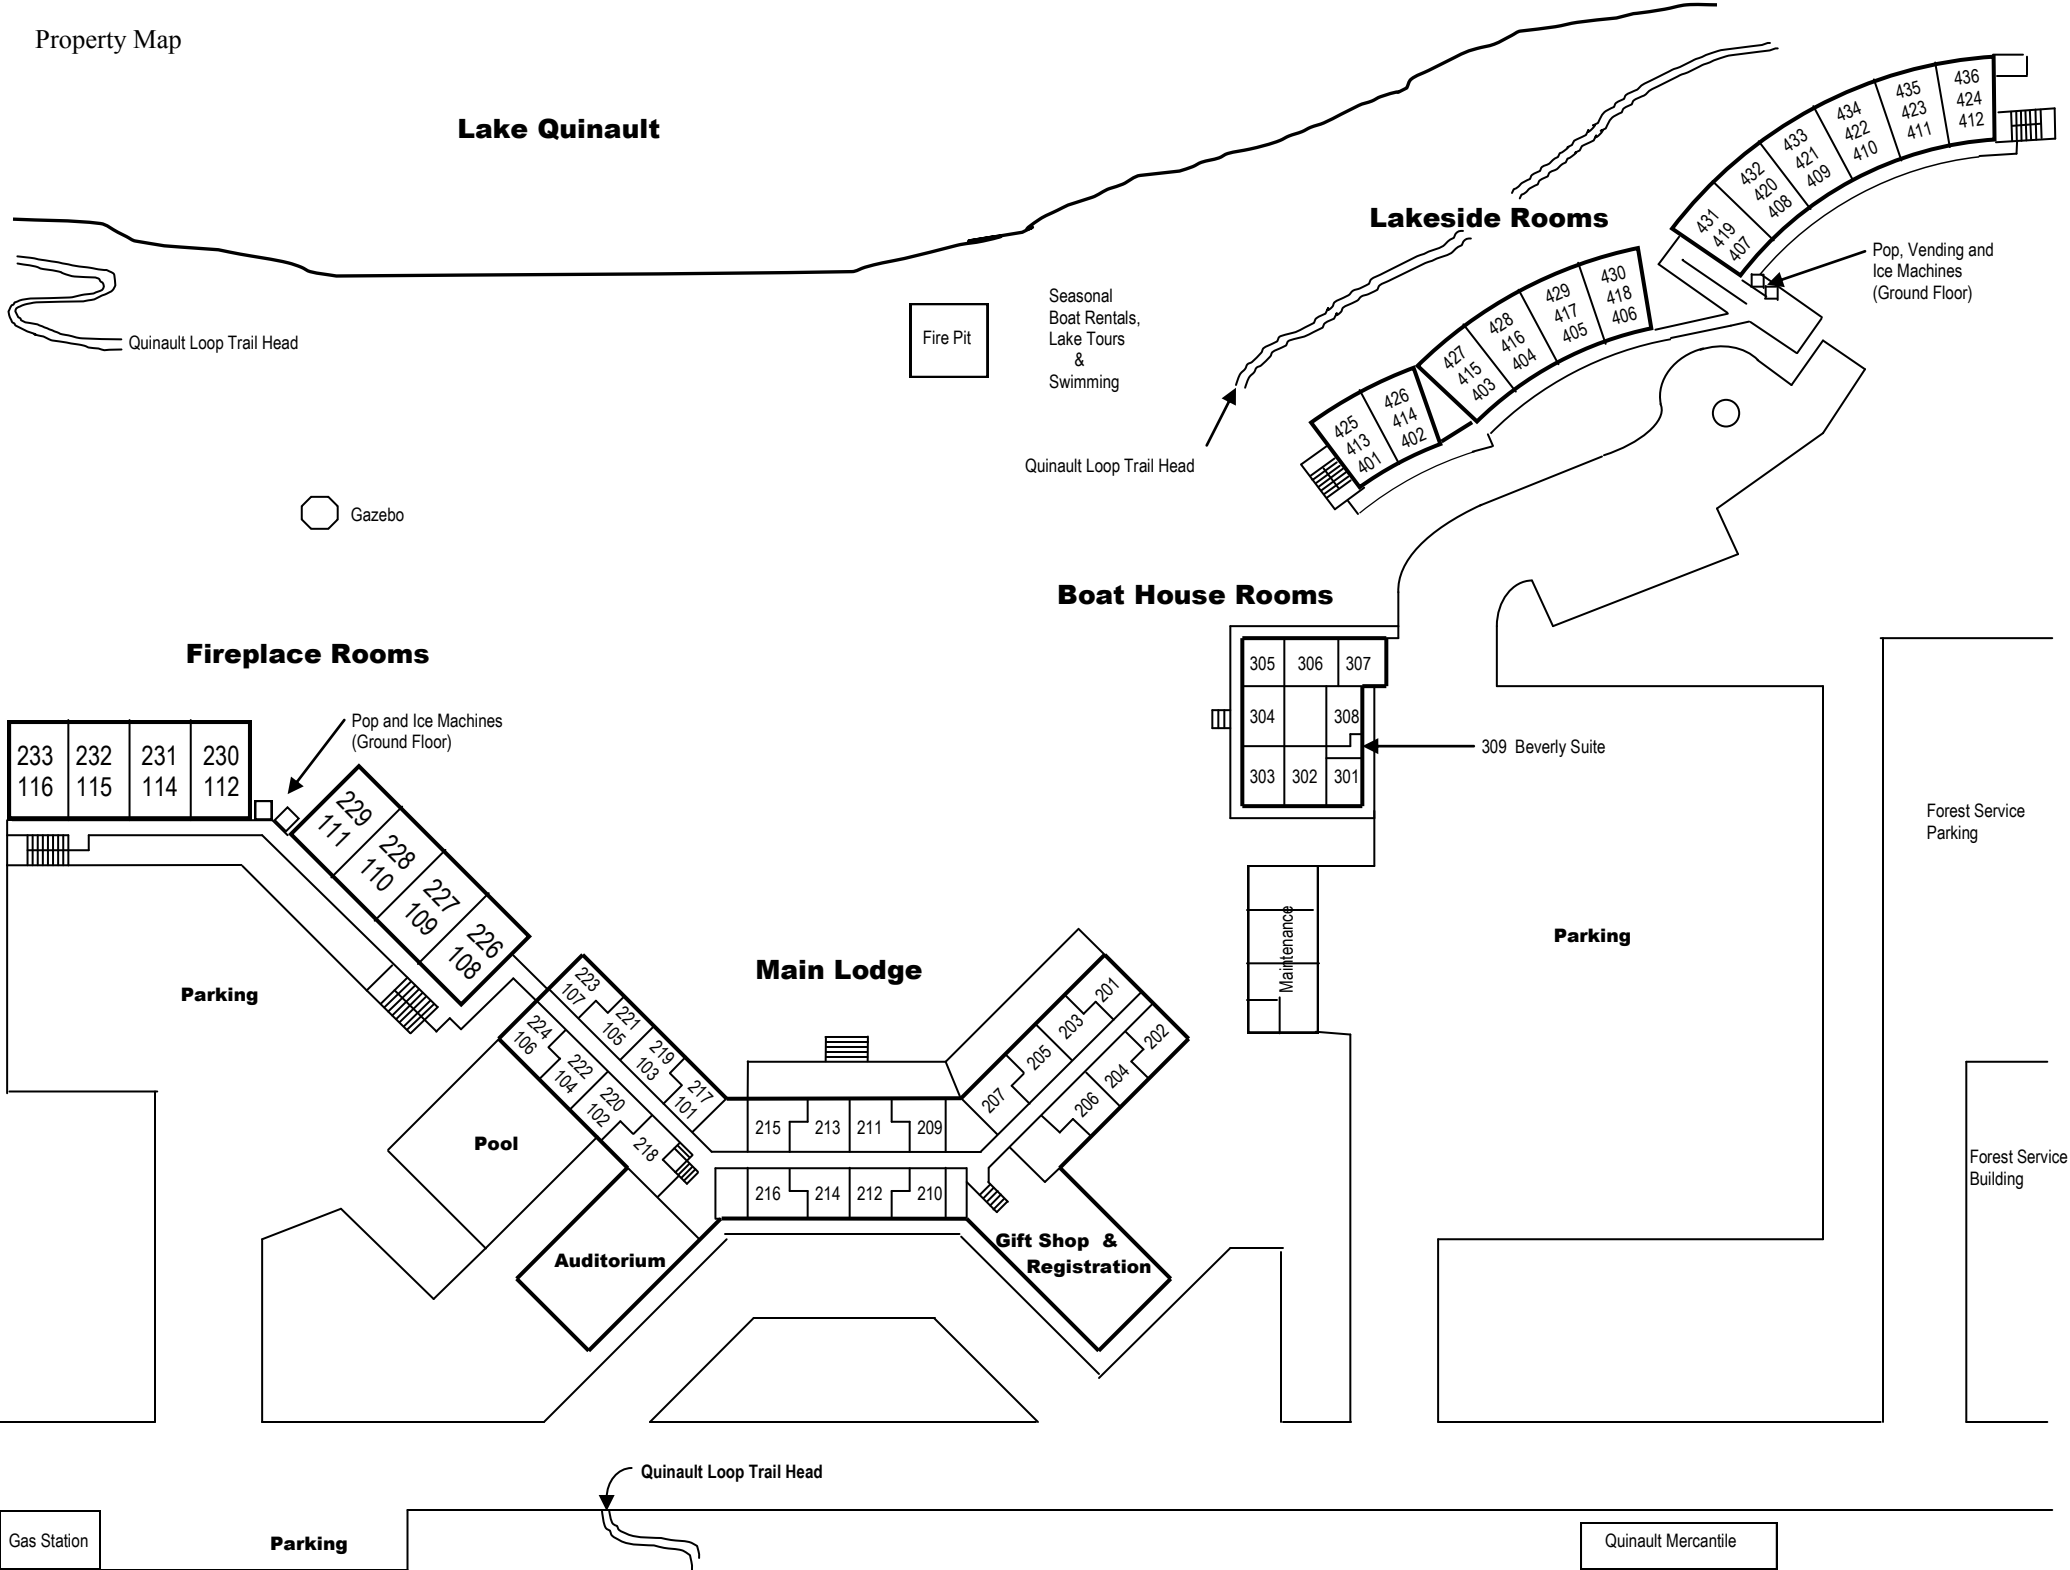 Property Map
Lake Quinault
Quinault Loop Trail Head
Fire Pit
Seasonal
Boat Rentals,
Lake Tours
&
Swimming
Quinault Loop Trail Head
Gazebo
Lakeside Rooms
436
424
412
435
423
411
434
422
410
433
421
409
432
420
408
431
419
407
Pop, Vending and
Ice Machines
(Ground Floor)
430
418
406
429
417
405
428
416
404
427
415
403
426
414
402
425
413
401
Boat House Rooms
305 306 307
304 308
303 302 301
309 Beverly Suite
Fireplace Rooms
Pop and Ice Machines
(Ground Floor)
233 232 231 230
116 115 114 112
229
111
228
110
227
109
226
108
Parking
Main Lodge
223
107
221
105
219
103
217
101
224
106
222
104
220
102
218
215 213 211 209
216 214 212 210
201
203
205
207
202
204
206
Pool
Auditorium
Gift Shop &
Registration
Maintenance
Parking
Forest Service
Parking
Forest Service
Building
Quinault Loop Trail Head
Gas Station
Parking
Quinault Mercantile